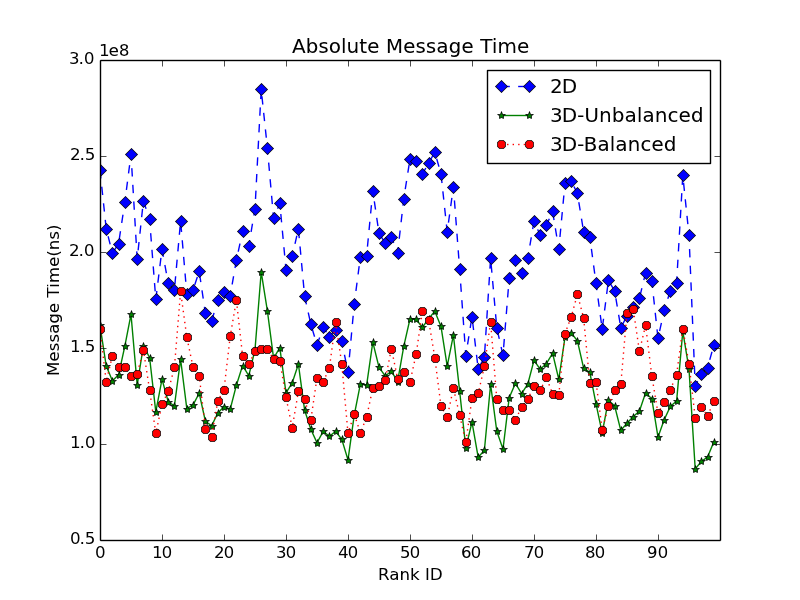 Absolute Message Time
1e8
3.0
2.5
2.0
1.5
1.0
0.5
Message Time(ns)
2D
3D-Unbalanced
3D-Balanced
0 10 20 30 40 50 60 70 80 90
Rank ID